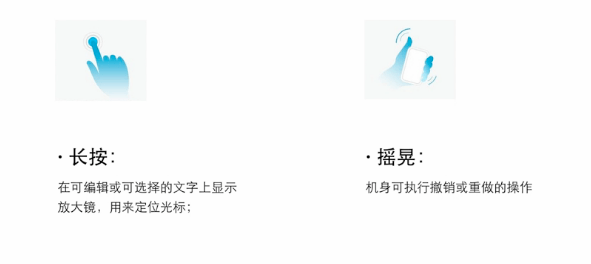 · 长按：
在可编辑或可选择的文字上显示
放大镜，用来定位光标；
· 摇晃：
机身可执行撤销或重做的操作